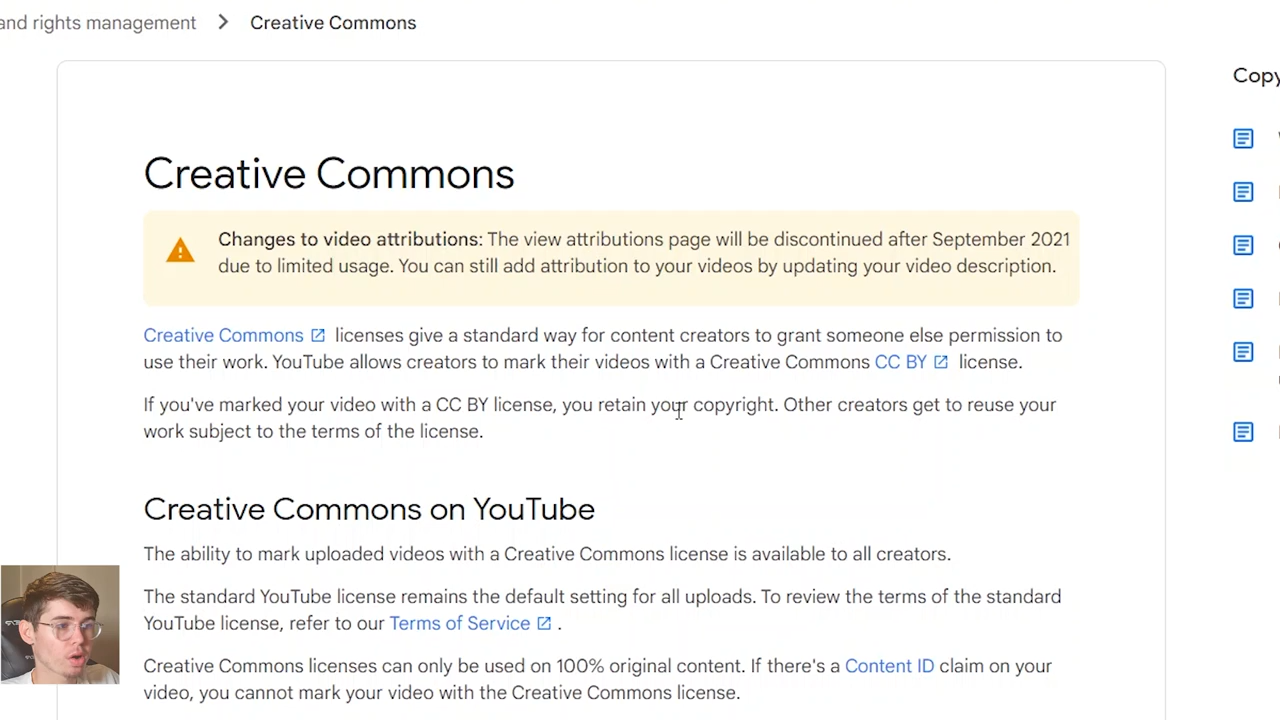 and rights management > Creative Commons
Copy
Creative Commons
Changes to video attributions: The view attributions page will be discontinued after September 2021
due to limited usage. You can still add attribution to your videos by updating your video description.
Creative Commons licenses give a standard way for content creators to grant someone else permission to
use their work. YouTube allows creators to mark their videos with a Creative Commons CC BY license.
If you've marked your video with a CC BY license, you retain your copyright. Other creators get to reuse your
work subject to the terms of the license.
Creative Commons on YouTube
The ability to mark uploaded videos with a Creative Commons license is available to all creators.
The standard YouTube license remains the default setting for all uploads. To review the terms of the standard
YouTube license, refer to our Terms of Service .
Creative Commons licenses can only be used on 100% original content. If there's a Content ID claim on your
video, you cannot mark your video with the Creative Commons license.